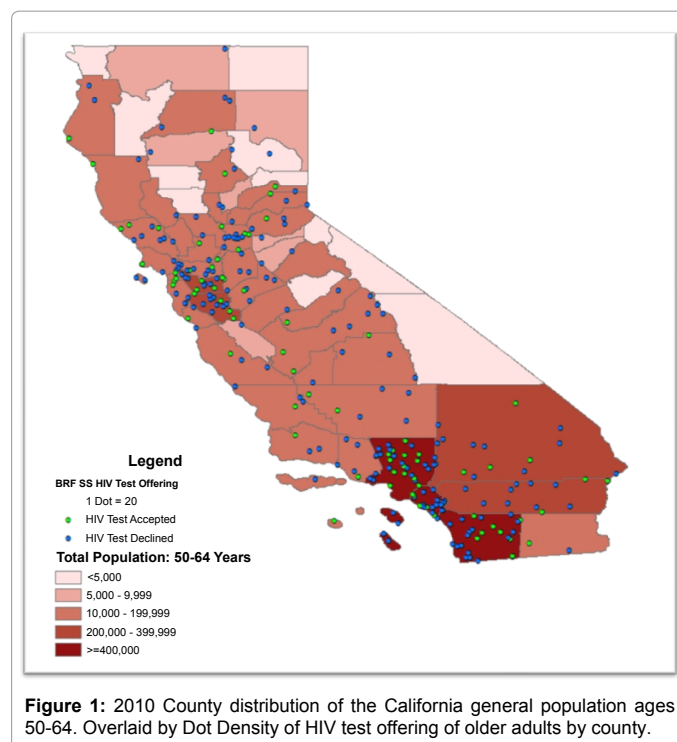 Legend
BRF SS HIV Test Offering
1 Dot = 20
HIV Test Accepted
HIV Test Declined
Total Population: 50-64 Years
<5,000
5,000 - 9,999
10,000 - 199,999
200,000 - 399,999
>=400,000
Figure 1: 2010 County distribution of the California general population ages
50-64. Overlaid by Dot Density of HIV test offering of older adults by county.